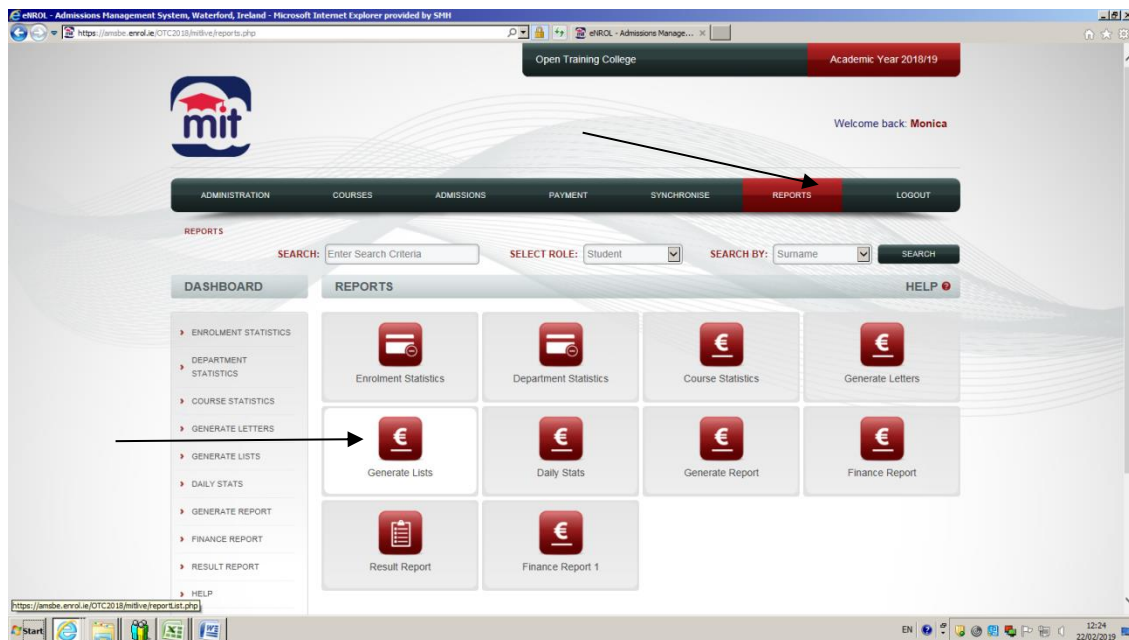 eNROL - Admissions Management System, Waterford, Ireland - Microsoft Internet Explorer provided by SMH
https://amsbe.enrol.ie/OTC2018/mitlive/reports.php
eNROL - Admissions Manage...
Open Training College
Academic Year 2018/19
mit
Welcome back: Monica
ADMINISTRATION COURSES ADMISSIONS PAYMENT SYNCHRONISE REPORTS LOGOUT
REPORTS
SEARCH: Enter Search Criteria SELECT ROLE: Student SEARCH BY: Surname SEARCH
DASHBOARD
REPORTS
HELP
ENROLMENT STATISTICS
DEPARTMENT
STATISTICS
COURSE STATISTICS
GENERATE LETTERS
GENERATE LISTS
DAILY STATS
GENERATE REPORT
FINANCE REPORT
RESULT REPORT
HELP
Enrolment Statistics Department Statistics Course Statistics Generate Letters
Generate Lists Daily Stats Generate Report Finance Report
Result Report Finance Report 1
https://amsbe.enrol.ie/OTC2018/mitlive/reportList.php
Start
EN
12:24
22/02/2019